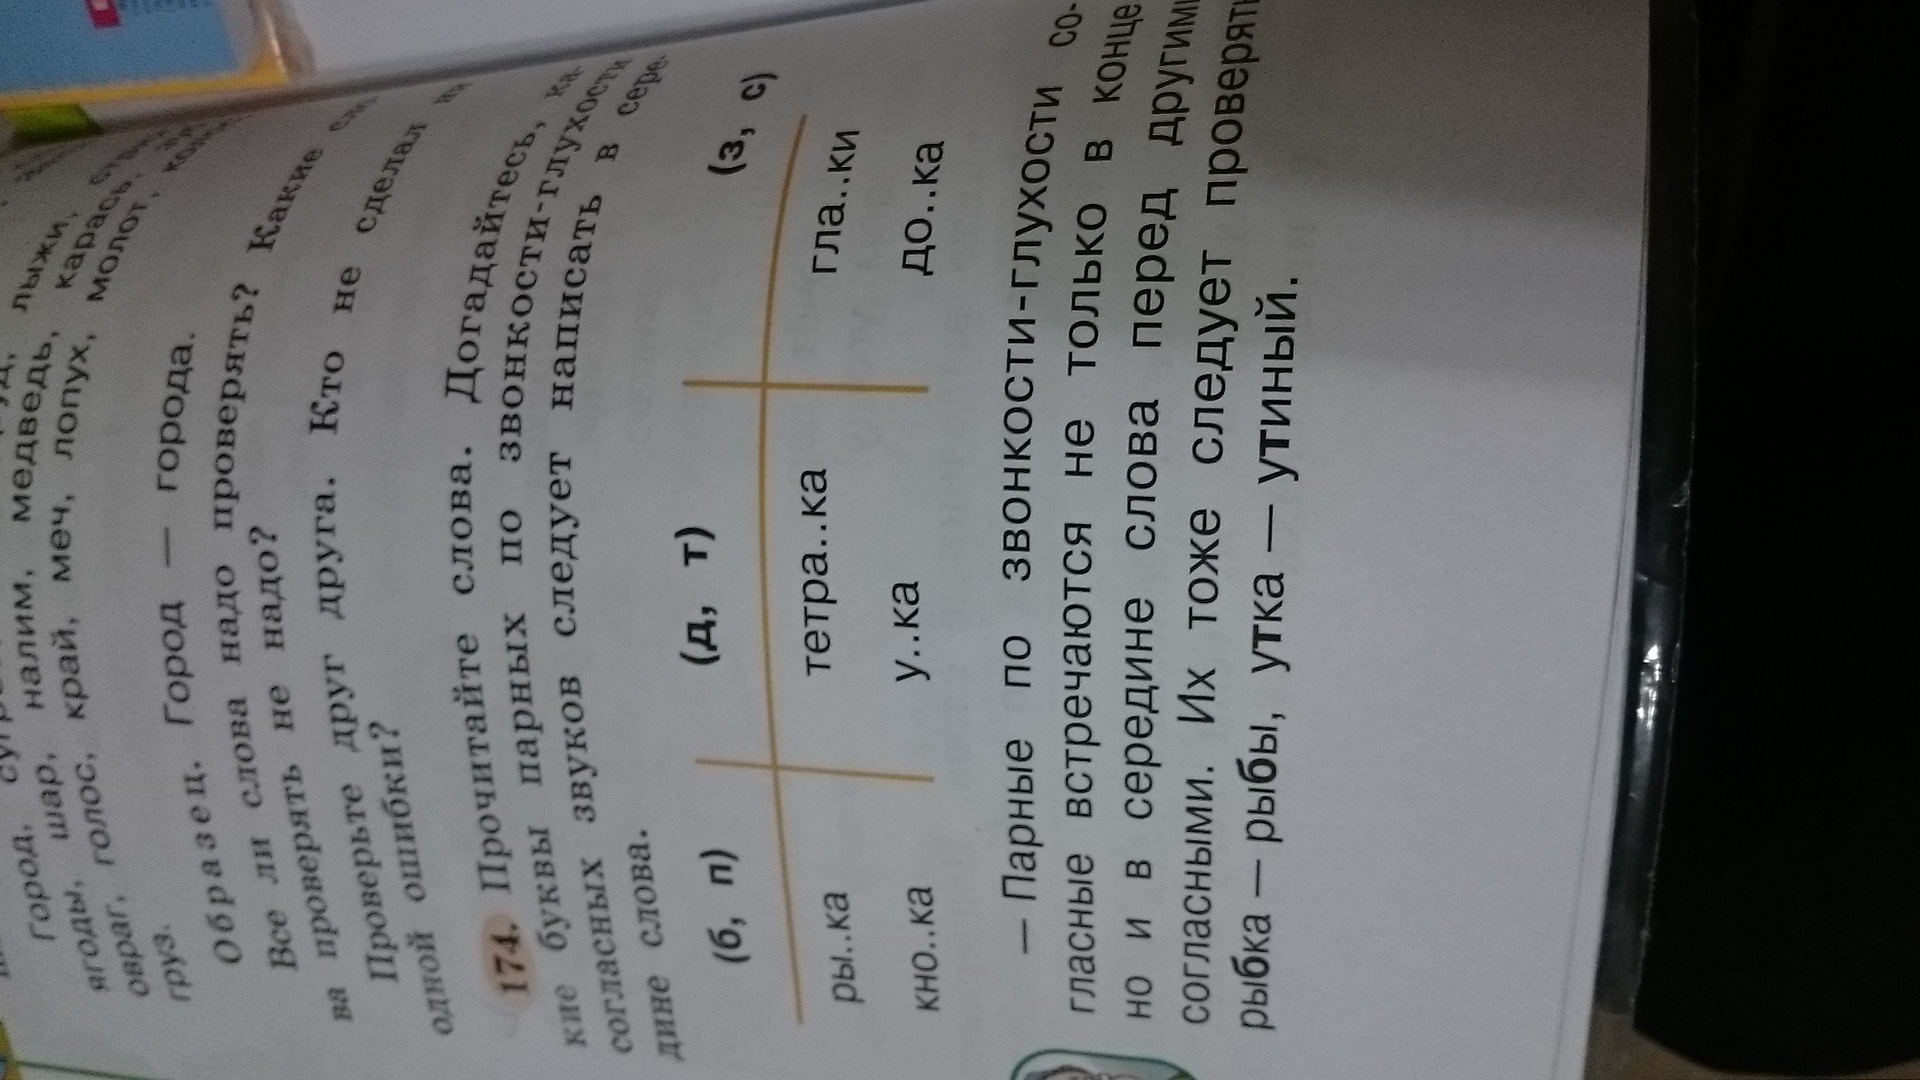 город, лыжи,
ягоды, шар, налим, медведь, карась,
овраг, голос, край, меч, лопух, молот,
груз.
Образец. Город — города.
Все ли слова надо проверять? Какие
проверять не надо?
Проверьте друг друга. Кто не сделал
одной ошибки?
174. Прочитайте слова. Догадайтесь, ка-
кие буквы парных по звонкости-глухости
согласных звуков следует написать в сере-
дине слова.
(б, п) (д, т) (з, с)
ры..ка тетра..ка гла..ки
кно..ка у..ка до..ка
— Парные по звонкости-глухости со-
гласные встречаются не только в конце
но и в середине слова перед другими
согласными. Их тоже следует проверять
рыбка — рыбы, утка — утиный.